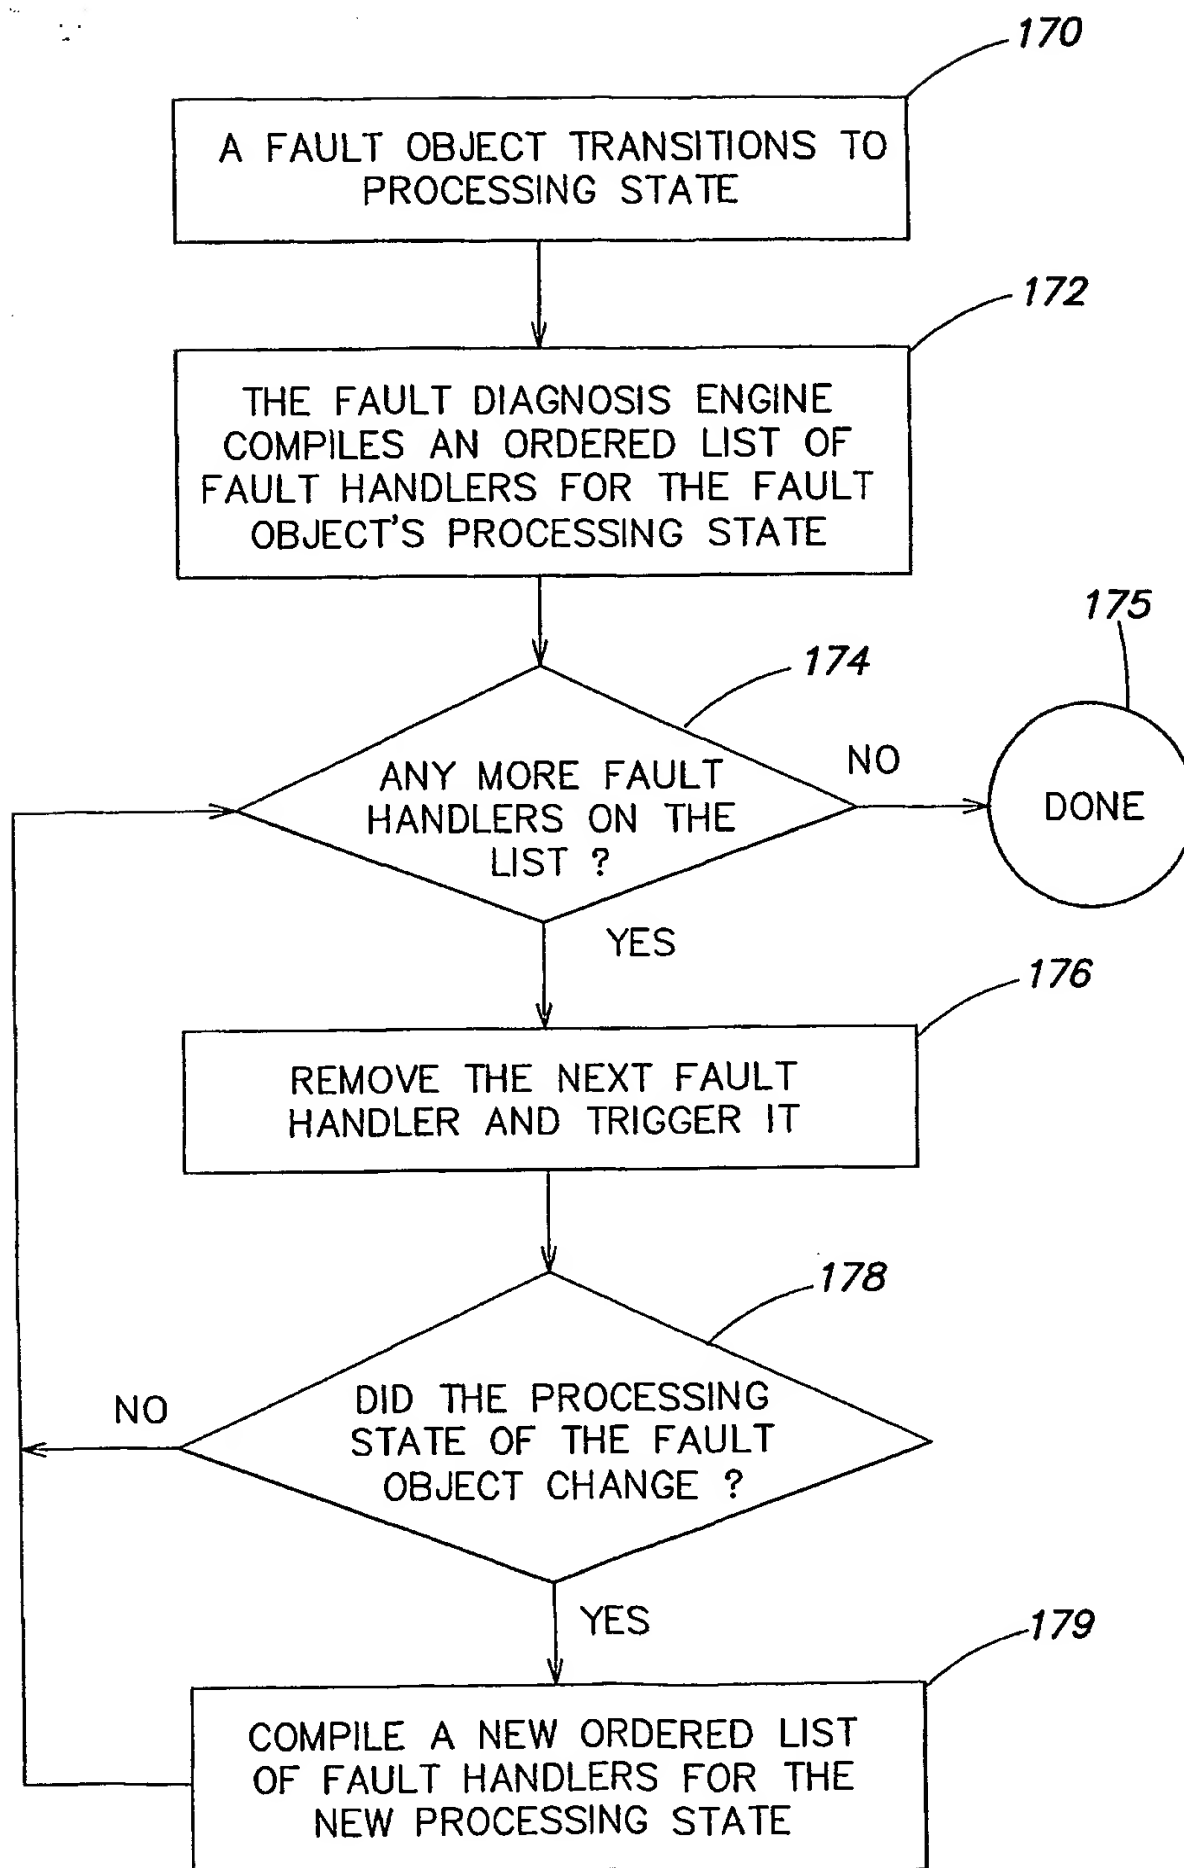 170
A FAULT OBJECT TRANSITIONS TO
PROCESSING STATE
172
THE FAULT DIAGNOSIS ENGINE
COMPILES AN ORDERED LIST OF
FAULT HANDLERS FOR THE FAULT
OBJECT'S PROCESSING STATE
175
174
ANY MORE FAULT
HANDLERS ON THE
LIST ?
NO
DONE
YES
176
REMOVE THE NEXT FAULT
HANDLER AND TRIGGER IT
178
DID THE PROCESSING
STATE OF THE FAULT
OBJECT CHANGE ?
NO
YES
179
COMPILE A NEW ORDERED LIST
OF FAULT HANDLERS FOR THE
NEW PROCESSING STATE